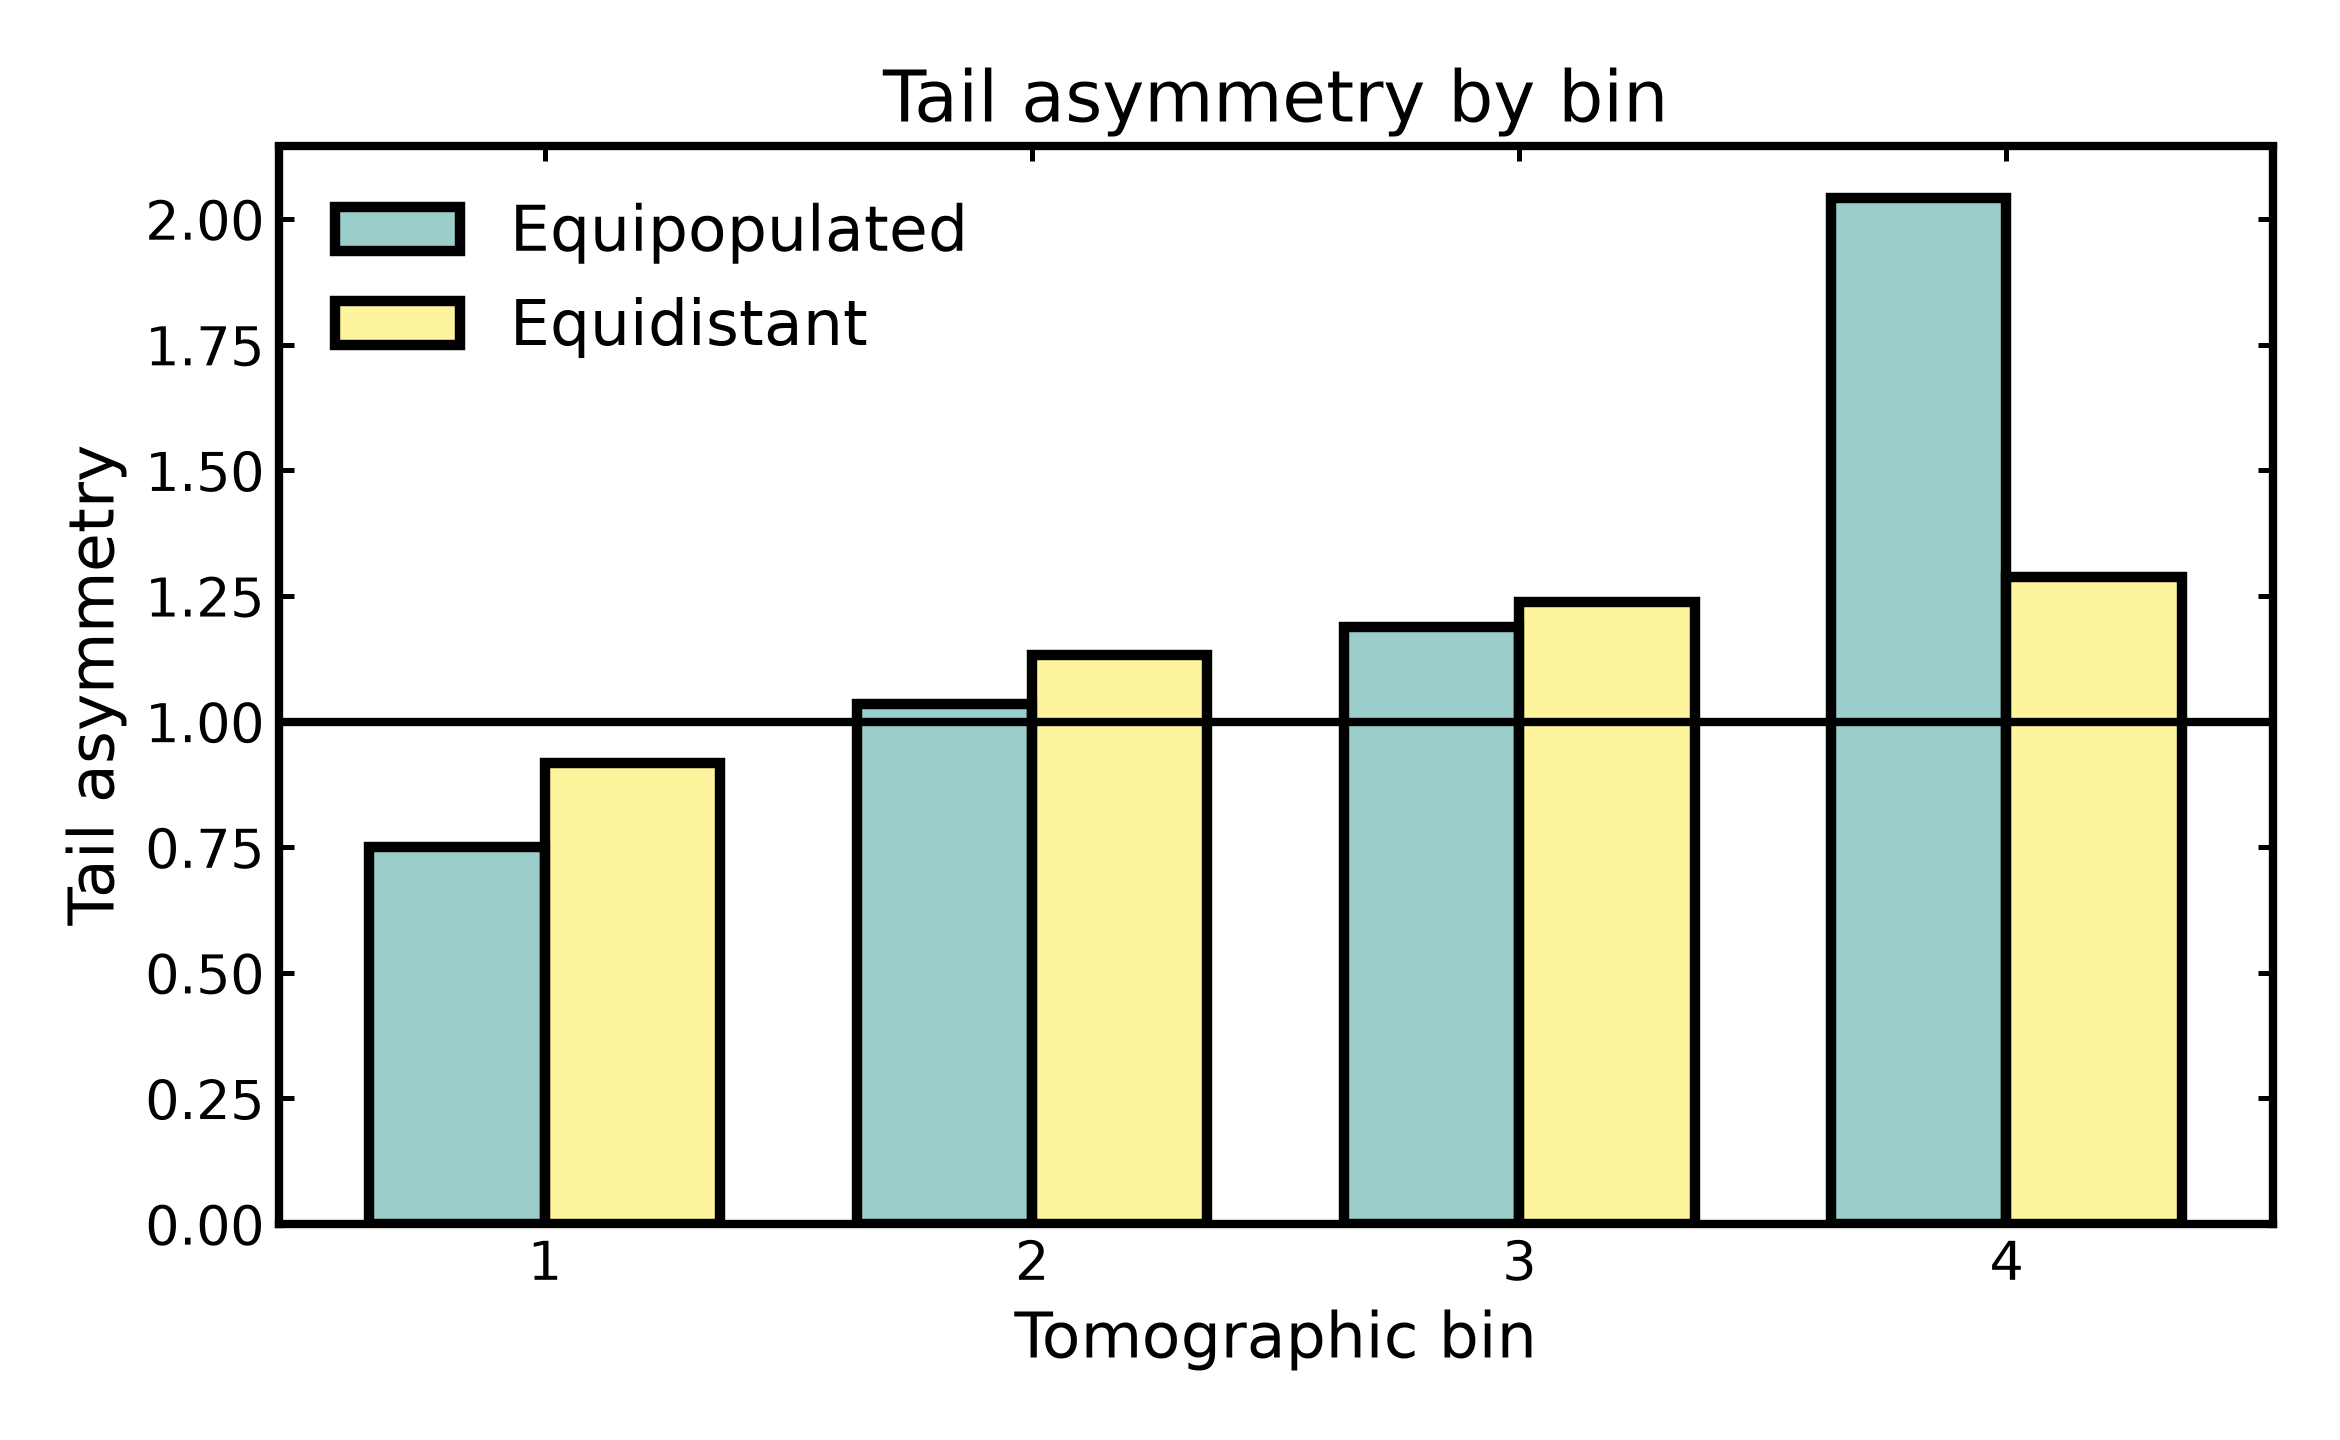 Tail asymmetry by bin
Equipopulated
Equidistant
Tail asymmetry
2.00
1.75
1.50
1.25
1.00
0.75
0.50
0.25
0.00
1 2 3 4
Tomographic bin